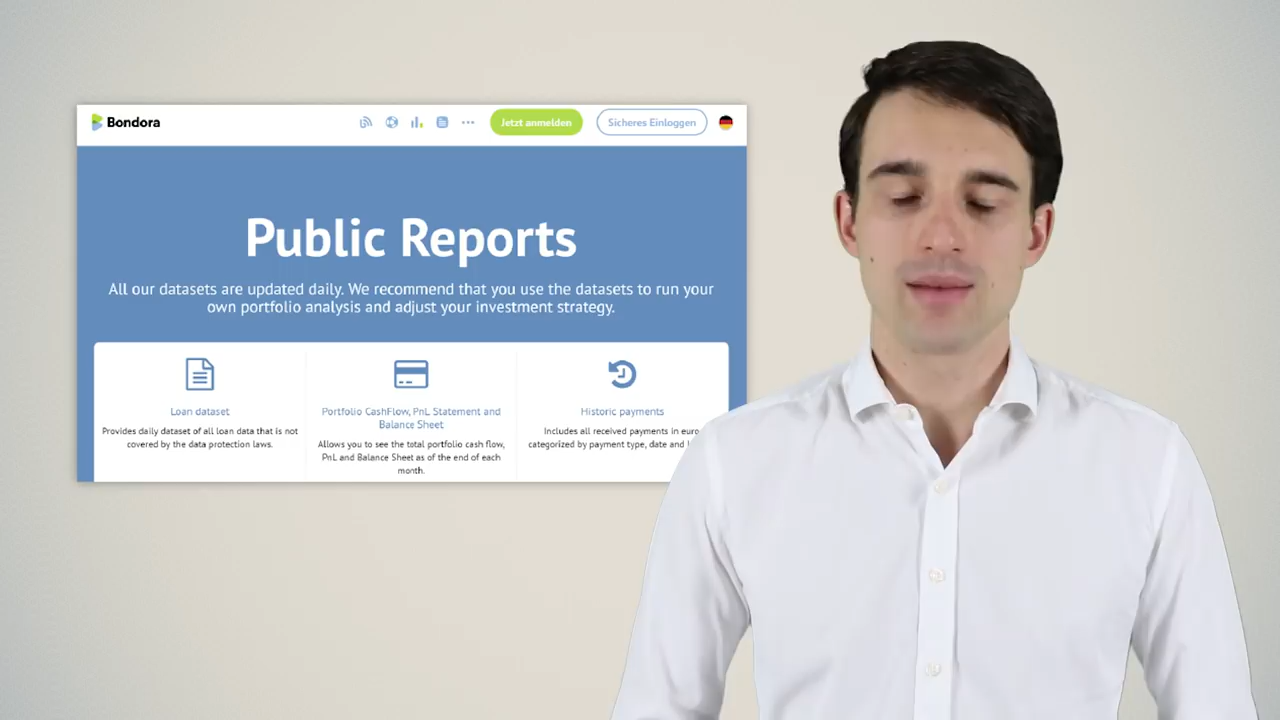 Bondora
Jetzt anmelden
Sicheres Einloggen
Public Reports
All our datasets are updated daily. We recommend that you use the datasets to run your
own portfolio analysis and adjust your investment strategy.
Loan dataset
Provides daily dataset of all loan data that is not
covered by the data protection laws.
Portfolio CashFlow, PnL Statement and
Balance Sheet
Allows you to see the total portfolio cash flow,
PnL and Balance Sheet as of the end of each
month.
Historic payments
Includes all received payments in euro
categorized by payment type, date and